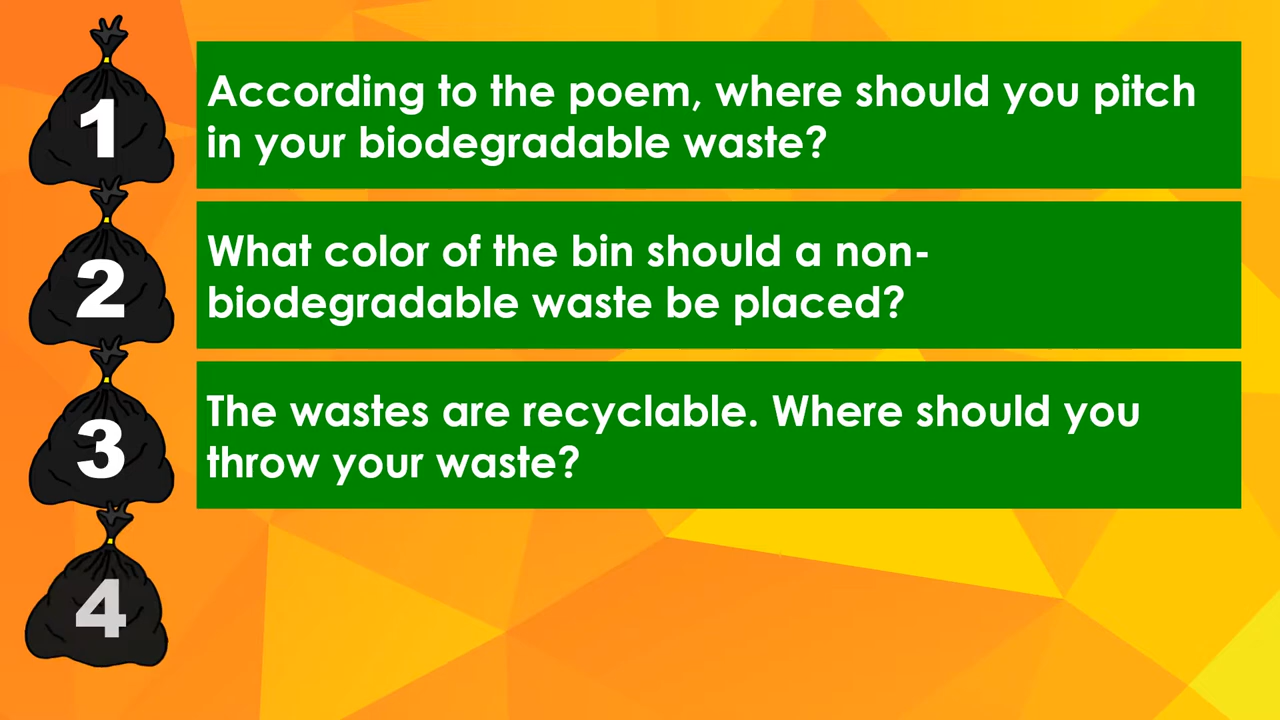 1
According to the poem, where should you pitch
in your biodegradable waste?
2
What color of the bin should a non-
biodegradable waste be placed?
3
The wastes are recyclable. Where should you
throw your waste?
4